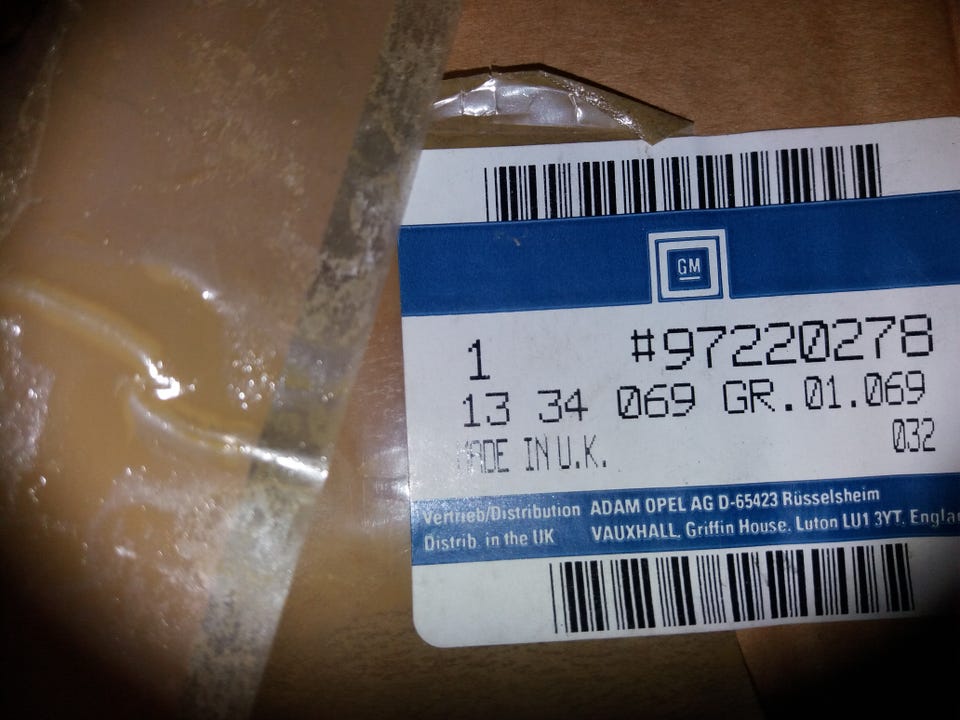 GM
1 #97220278
13 34 069 GR.01.069
MADE IN U.K. 032
Vertrieb/Distribution ADAM OPEL AG D-65423 Rüsselsheim
Distrib. in the UK VAUXHALL, Griffin House, Luton LU1 3YT, Englan